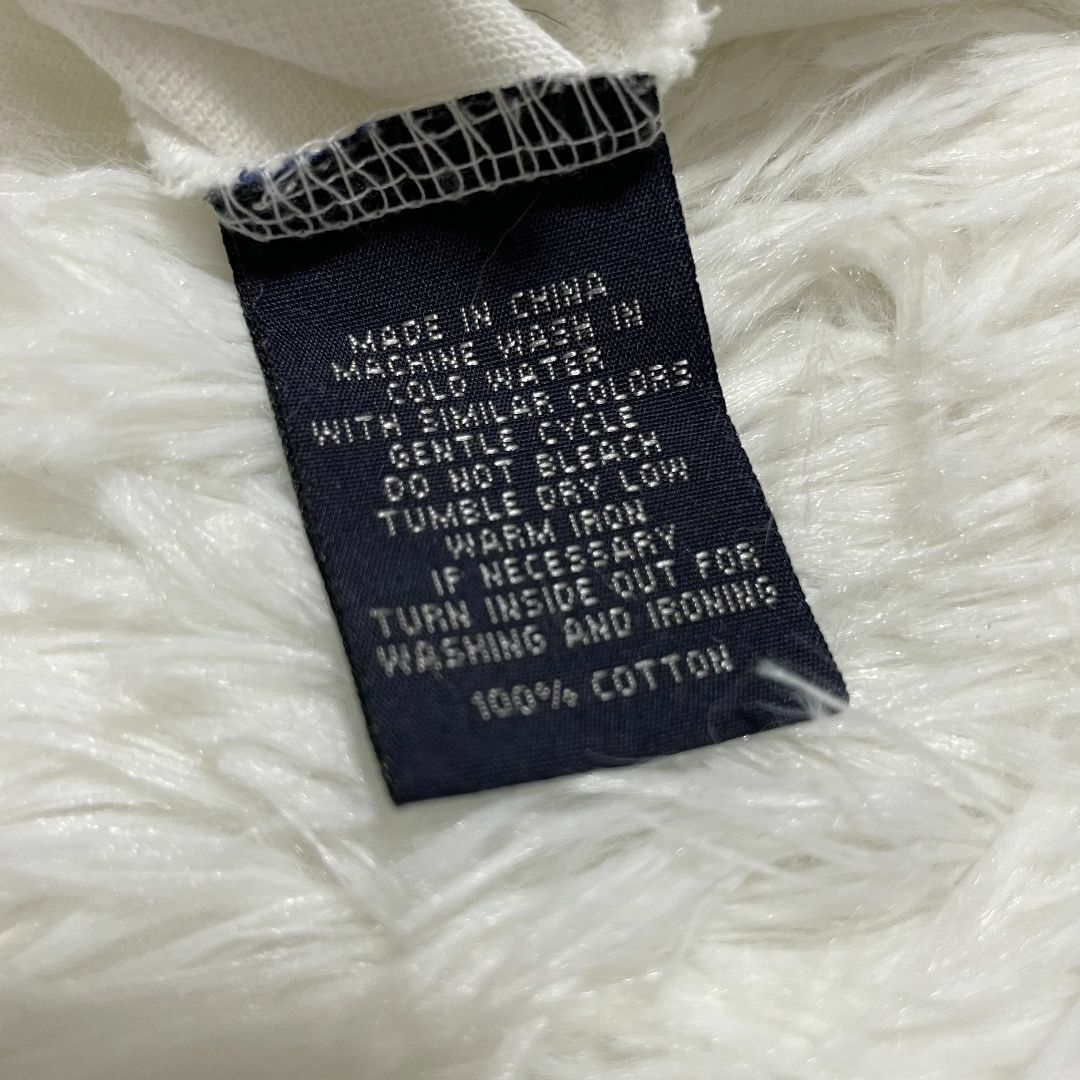 MADE IN CHINA
MACHINE WASH IN
COLD WATER
WITH SIMILAR COLORS
GENTLE CYCLE
DO NOT BLEACH
TUMBLE DRY LOW
WARM IRON
IF NECESSARY
TURN INSIDE OUT FOR
WASHING AND IRONING
100% COTTON